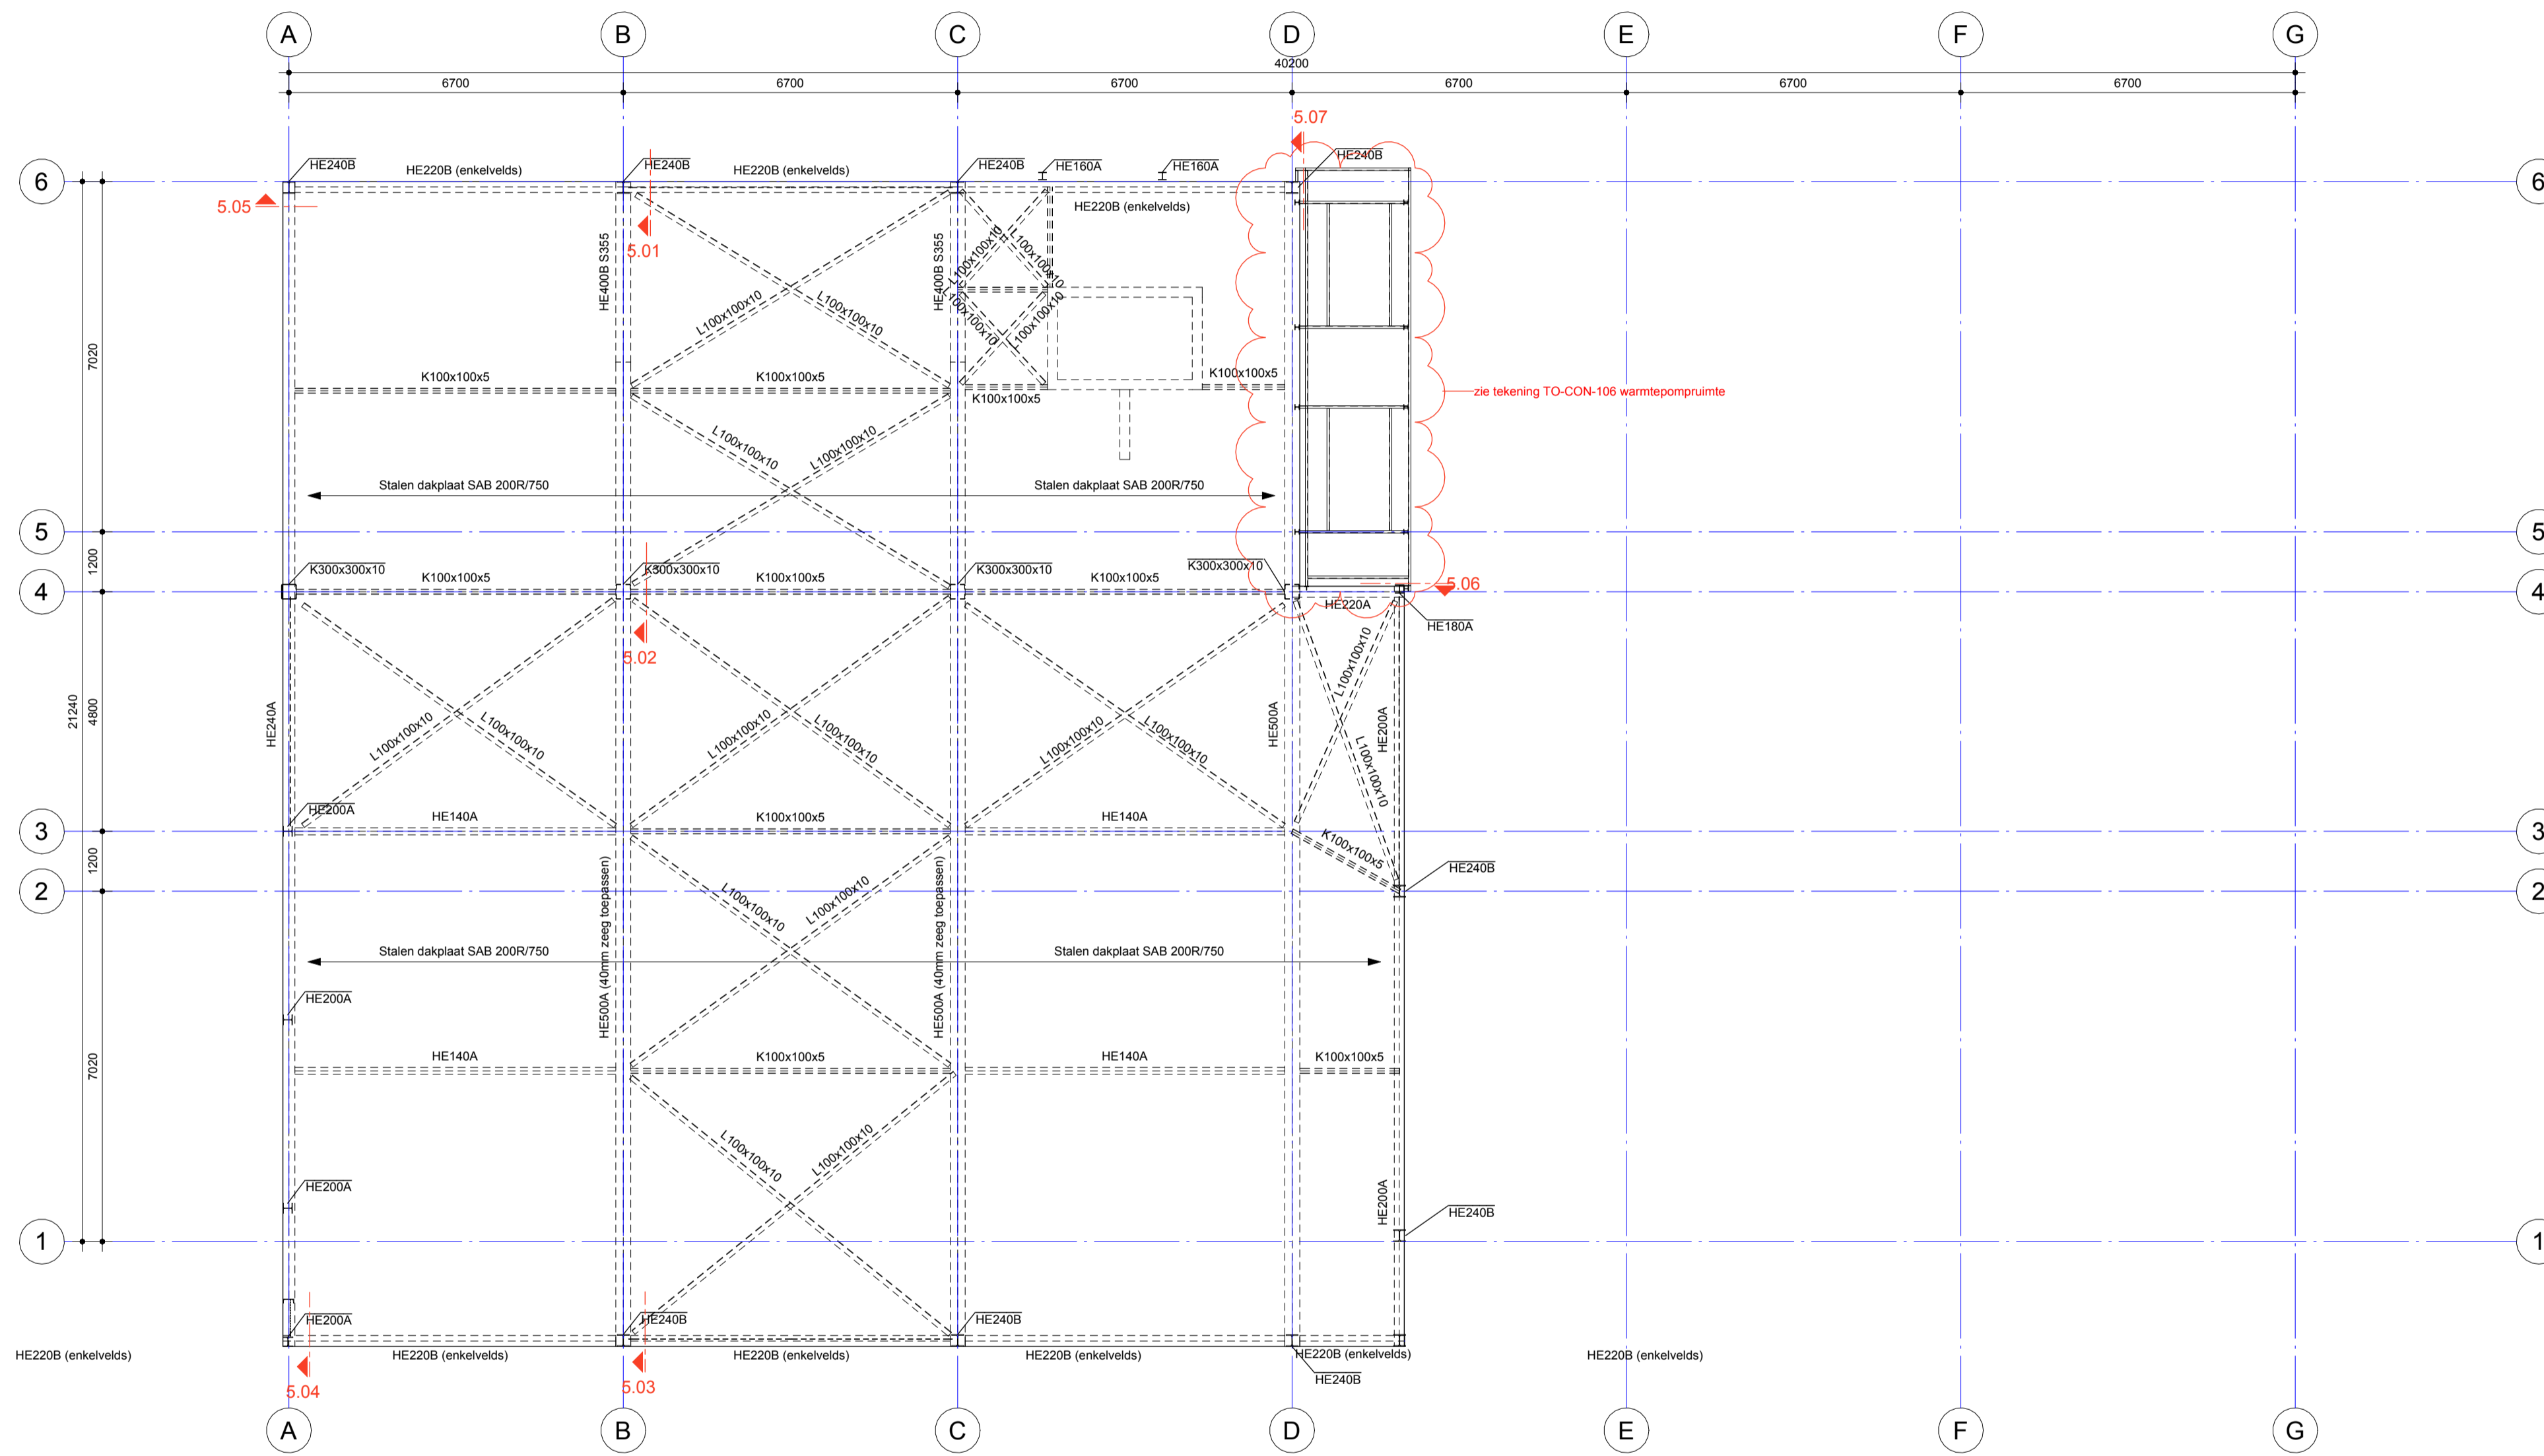 A B C D E F G
40200
6700 6700 6700 6700 6700 6700
5.07
HE240B HE220B (enkelvelds) HE240B HE220B (enkelvelds) HE240B HE160A HE160A HE240B
6 6
5.05
HE220B (enkelvelds)
5.01
HE400B S355 HE400B S355
L100x100x10 L100x100x10
L100x100x10 L100x100x10
L100x100x10 L100x100x10
7020
K100x100x5 K100x100x5 K100x100x5
K100x100x5
zie tekening TO-CON-106 warmtepompruimte
L100x100x10 L100x100x10
Stalen dakplaat SAB 200R/750 Stalen dakplaat SAB 200R/750
5 5
1200
K300x300x10 K100x100x5 K300x300x10 K100x100x5 K300x300x10 K100x100x5 K300x300x10
4 4
5.06
HE220A
HE180A
5.02
21240
4800
HE240A
L100x100x10 L100x100x10 L100x100x10 L100x100x10 L100x100x10 L100x100x10
HE500A
L100x100x10
HE200A
L100x100x10
HE200A HE140A K100x100x5 HE140A
3 3
K100x100x5
1200
HE240B
2 2
HE500A (40mm zeeg toepassen) HE500A (40mm zeeg toepassen)
L100x100x10 L100x100x10
Stalen dakplaat SAB 200R/750 Stalen dakplaat SAB 200R/750
HE200A
7020
HE140A K100x100x5 HE140A K100x100x5
L100x100x10 L100x100x10
HE200A
HE200A
HE240B
1 1
HE200A HE240B HE240B
HE220B (enkelvelds) HE220B (enkelvelds) HE220B (enkelvelds) HE220B (enkelvelds) HE220B (enkelvelds) HE220B (enkelvelds)
HE240B
5.04 5.03
A B C D E F G